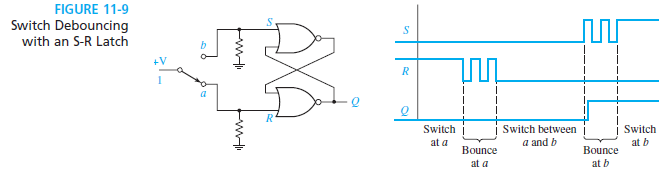 FIGURE 11-9
Switch Debouncing
with an S-R Latch
+V
1
b
a
S
R
Q
S
R
Q
Switch
at a
Bounce
at a
Switch between
a and b
Bounce
at b
Switch
at b